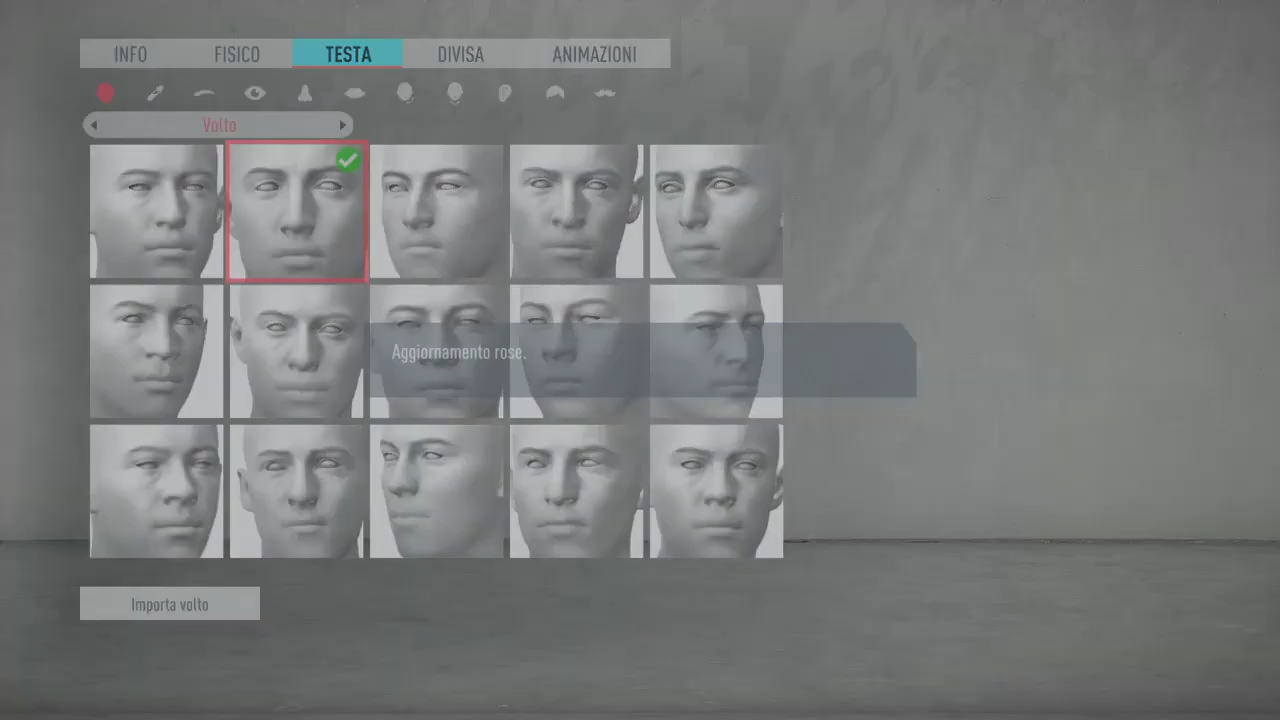 INFO
FISICO
TESTA
DIVISA
ANIMAZIONI
Volto
Aggiornamento rose.
Importa volto